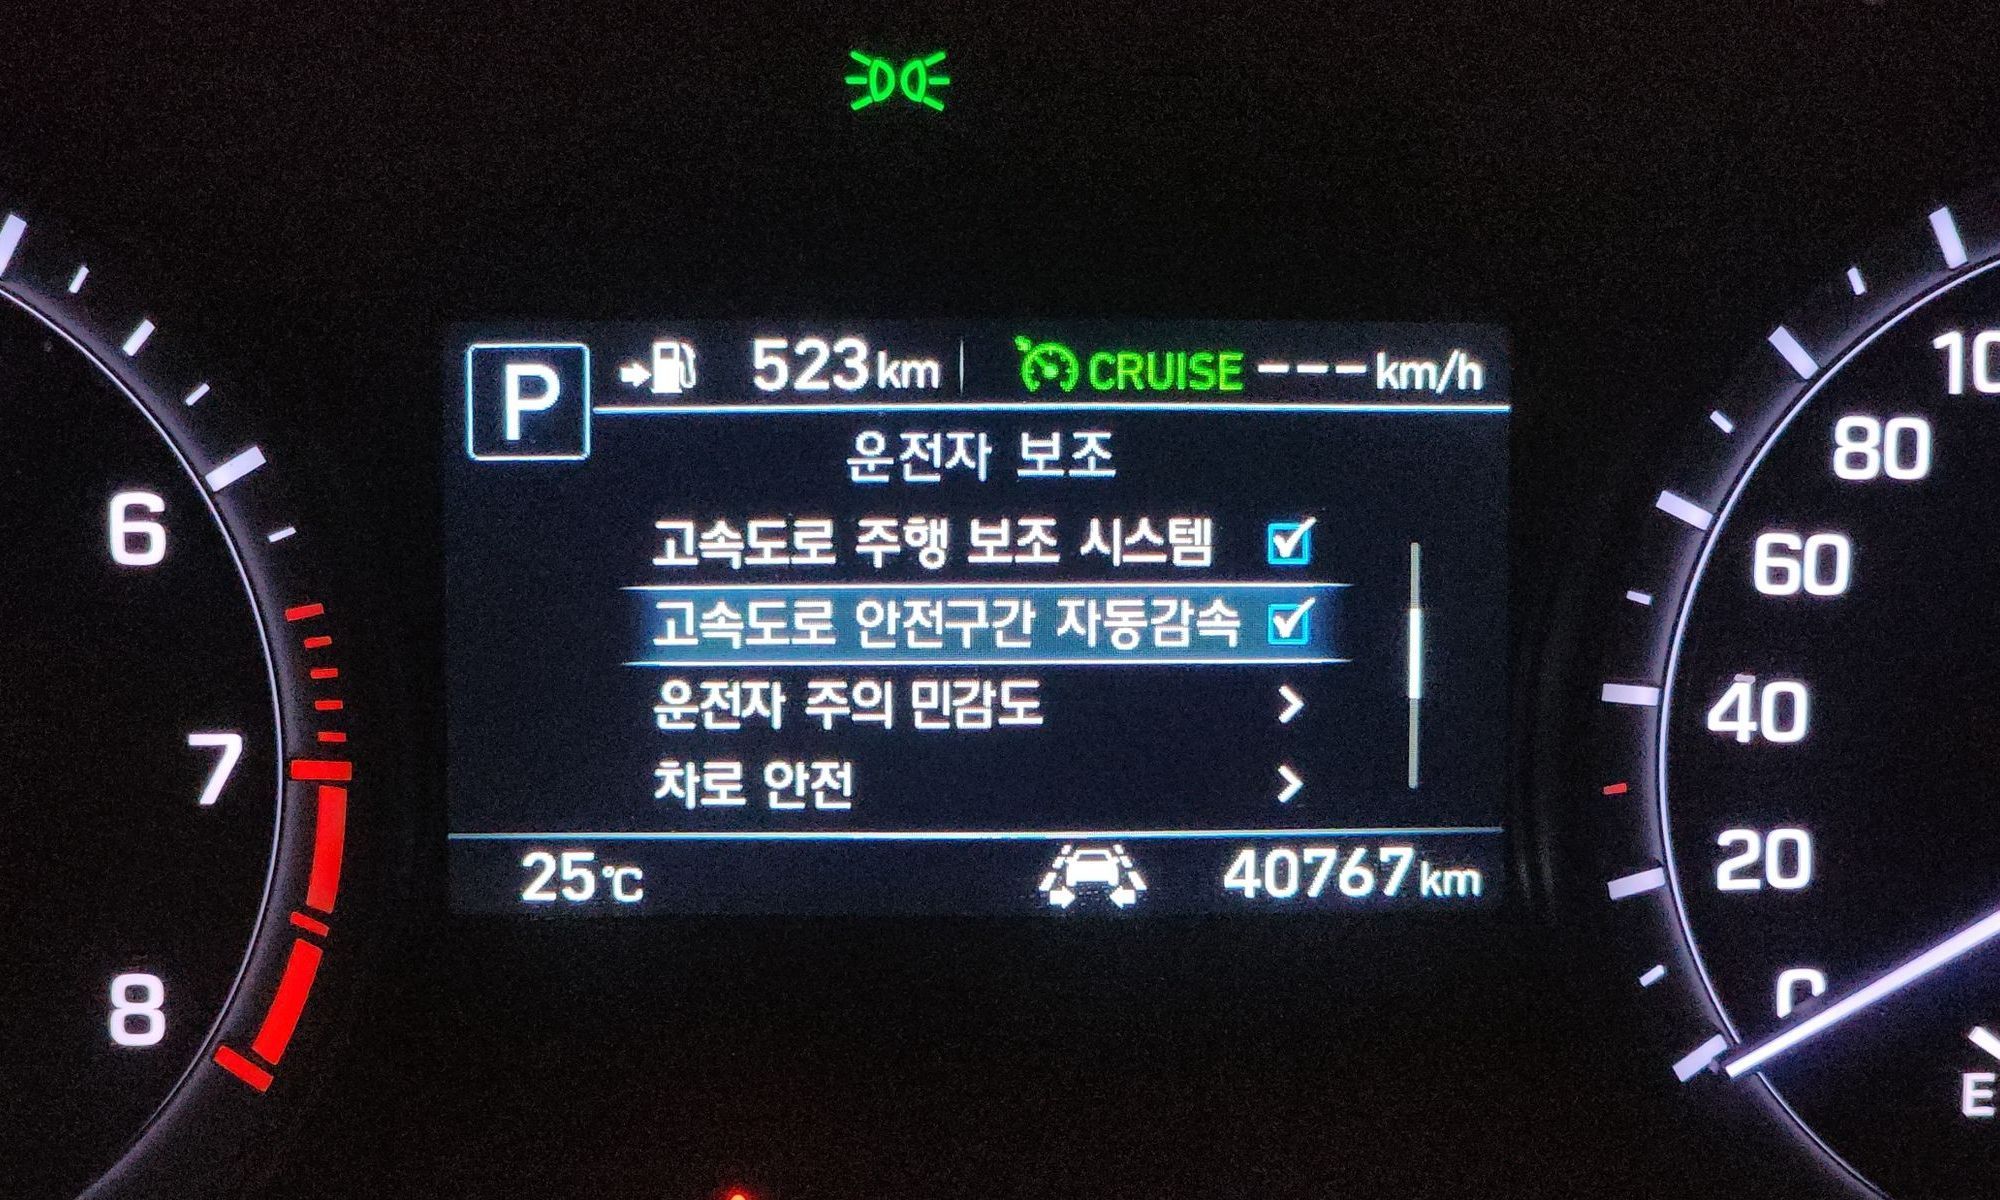 P 523km CRUISE ---km/h
운전자 보조
고속도로 주행 보조 시스템
고속도로 안전구간 자동감속
운전자 주의 민감도
차로 안전
25℃ 40767km
6
7
8
80
60
40
20
0
E